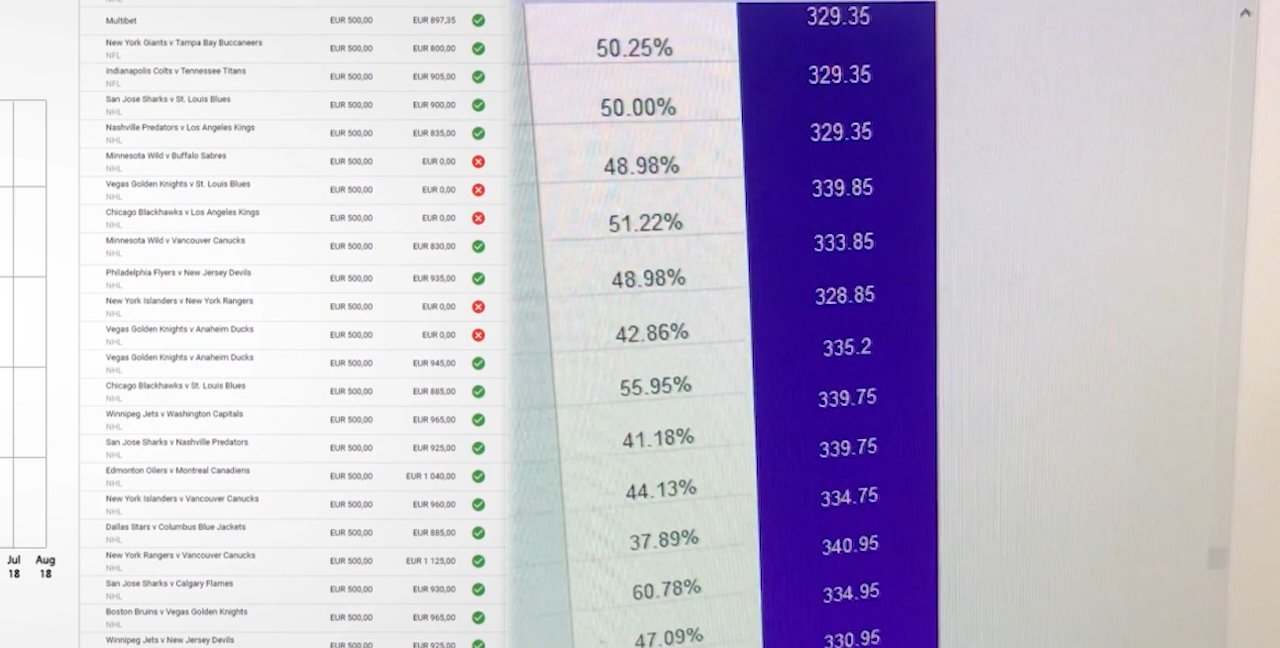 Multibet EUR 500,00 EUR 897,35
New York Giants v Tampa Bay Buccaneers EUR 500,00 EUR 800,00
NFL
Indianapolis Colts v Tennessee Titans EUR 500,00 EUR 905,00
NFL
San Jose Sharks v St. Louis Blues EUR 500,00 EUR 900,00
NHL
Nashville Predators v Los Angeles Kings EUR 500,00 EUR 835,00
NHL
Minnesota Wild v Buffalo Sabres EUR 500,00 EUR 0,00
NHL
Vegas Golden Knights v St. Louis Blues EUR 500,00 EUR 0,00
NHL
Chicago Blackhawks v Los Angeles Kings EUR 500,00 EUR 0,00
NHL
Minnesota Wild v Vancouver Canucks EUR 500,00 EUR 830,00
NHL
Philadelphia Flyers v New Jersey Devils EUR 500,00 EUR 935,00
NHL
New York Islanders v New York Rangers EUR 500,00 EUR 0,00
NHL
Vegas Golden Knights v Anaheim Ducks EUR 500,00 EUR 0,00
NHL
Vegas Golden Knights v Anaheim Ducks EUR 500,00 EUR 945,00
NHL
Chicago Blackhawks v St. Louis Blues EUR 500,00 EUR 885,00
NHL
Winnipeg Jets v Washington Capitals EUR 500,00 EUR 965,00
NHL
San Jose Sharks v Nashville Predators EUR 500,00 EUR 925,00
NHL
Edmonton Oilers v Montreal Canadiens EUR 500,00 EUR 1 040,00
NHL
New York Islanders v Vancouver Canucks EUR 500,00 EUR 960,00
NHL
Dallas Stars v Columbus Blue Jackets EUR 500,00 EUR 885,00
NHL
New York Rangers v Vancouver Canucks EUR 500,00 EUR 1 125,00
NHL
San Jose Sharks v Calgary Flames EUR 500,00 EUR 930,00
NHL
Boston Bruins v Vegas Golden Knights EUR 500,00 EUR 965,00
NHL
Winnipeg Jets v New Jersey Devils EUR 500,00 EUR 925,00
Jul Aug
18 18
329.35
50.25% 329.35
50.00% 329.35
48.98% 339.85
51.22% 333.85
48.98% 328.85
42.86% 335.2
55.95% 339.75
41.18% 339.75
44.13% 334.75
37.89% 340.95
60.78% 334.95
47.09% 330.95